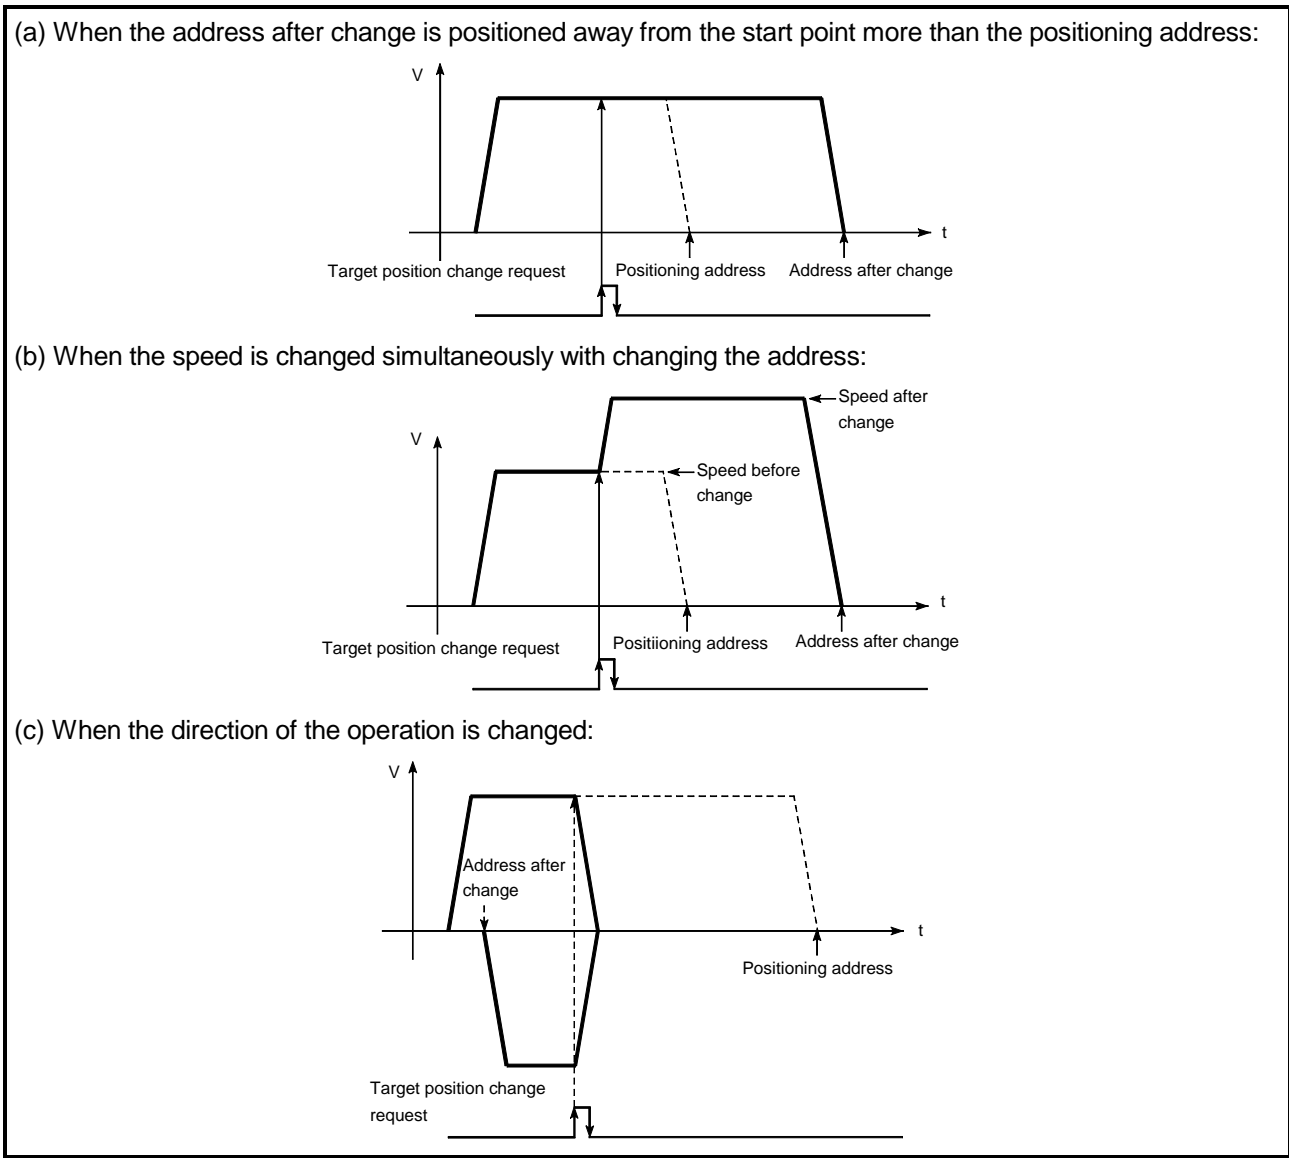 (a) When the address after change is positioned away from the start point more than the positioning address:
V
t
Target position change request
Positioning address
Address after change
(b) When the speed is changed simultaneously with changing the address:
Speed after
change
V
Speed before
change
t
Target position change request
Positiioning address
Address after change
(c) When the direction of the operation is changed:
V
Address after
change
t
Positioning address
Target position change
request